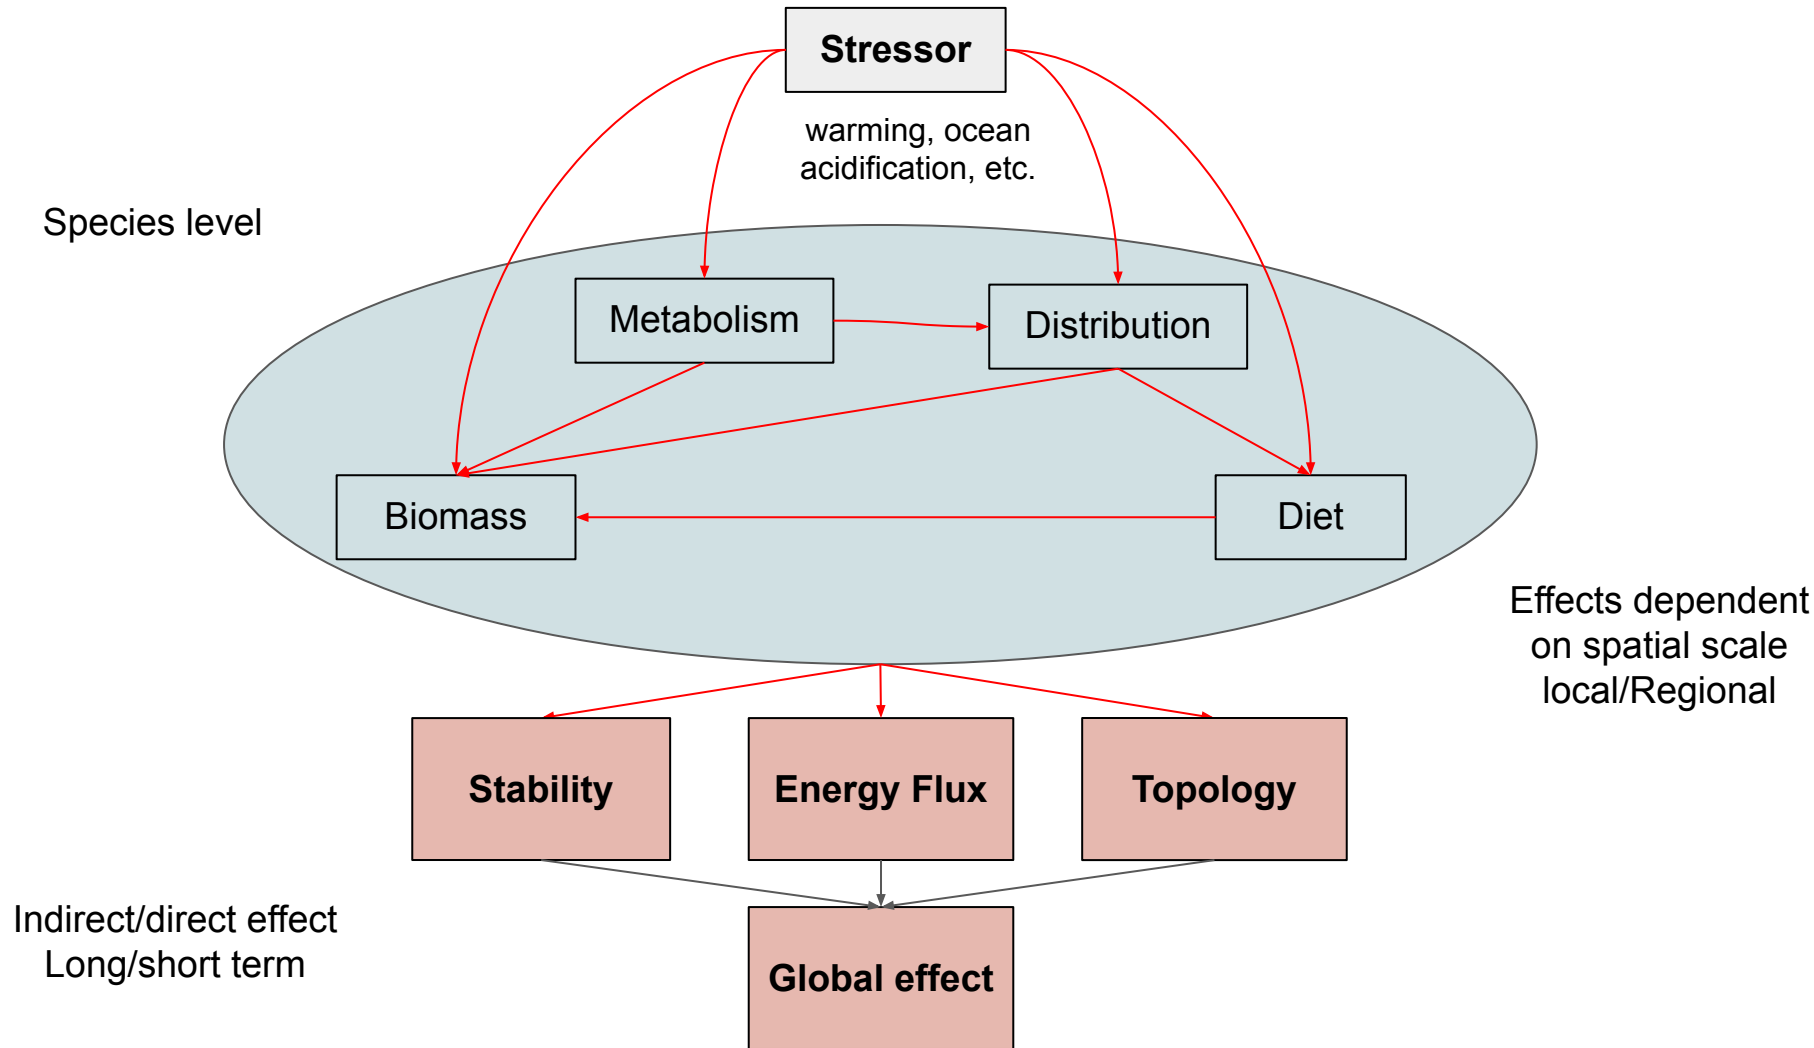 Stressor
warming, ocean
acidification, etc.
Species level
Metabolism
Distribution
Biomass
Diet
Effects dependent
on spatial scale
local/Regional
Stability
Energy Flux
Topology
Indirect/direct effect
Long/short term
Global effect